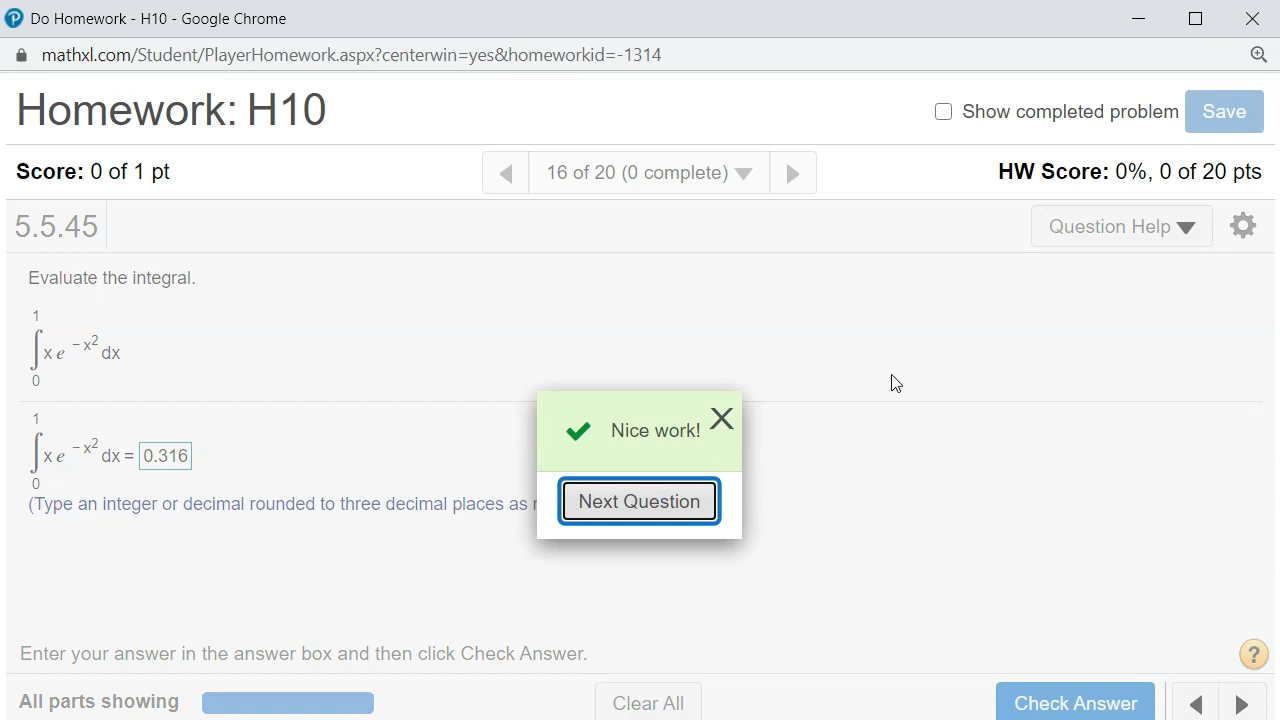 Do Homework - H10 - Google Chrome
mathxl.com/Student/PlayerHomework.aspx?centerwin=yes&homeworkid=-1314
Homework: H10
Show completed problem
Save
Score: 0 of 1 pt
16 of 20 (0 complete)
HW Score: 0%, 0 of 20 pts
5.5.45
Question Help
Evaluate the integral.
1
∫ x e^(-x^2) dx
0
1
∫ x e^(-x^2) dx = 0.316
0
(Type an integer or decimal rounded to three decimal places as
Nice work!
Next Question
Enter your answer in the answer box and then click Check Answer.
?
All parts showing
Clear All
Check Answer